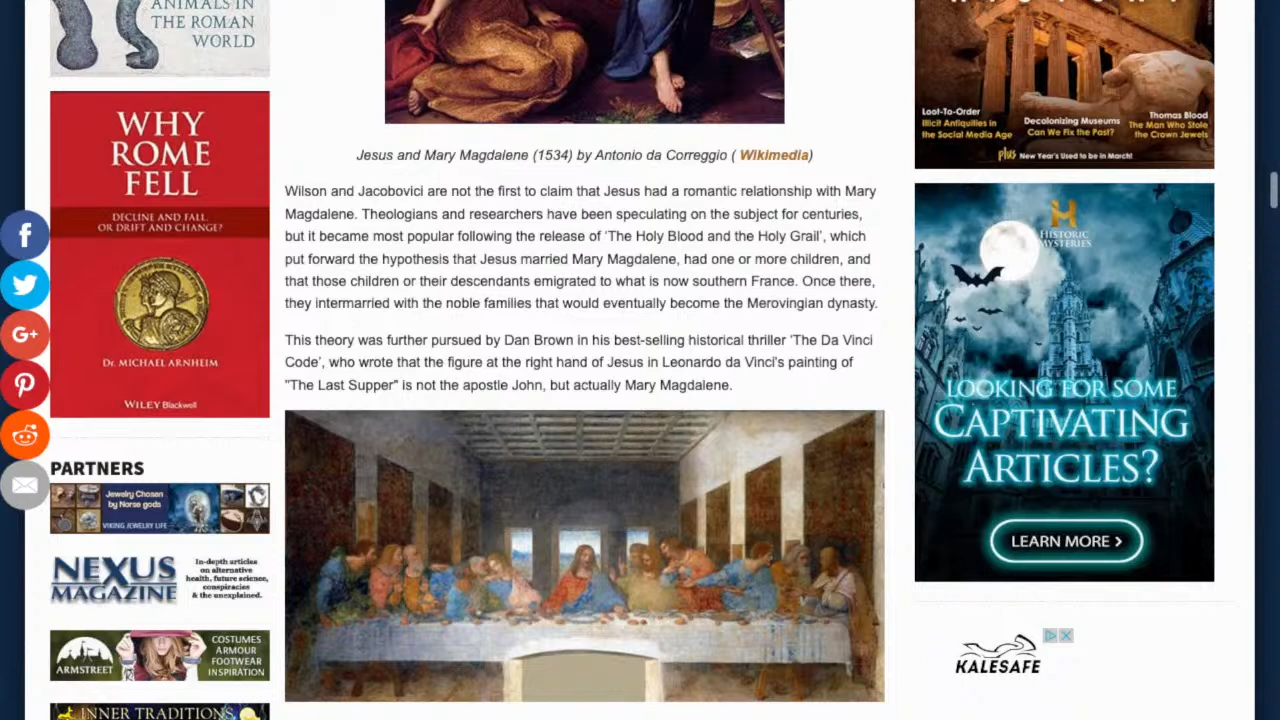 ANIMALS IN
THE ROMAN
WORLD
WHY
ROME
FELL
DECLINE AND FALL,
OR DRIFT AND CHANGE?
Dr. MICHAEL ARNHEIM
WILEY Blackwell
PARTNERS
Jewelry Chosen
by Norse gods
VIKING JEWELRY LIFE
NEXUS
MAGAZINE
In-depth articles
on alternative
health, future science,
conspiracies
& the unexplained.
ARMSTREET
COSTUMES
ARMOUR
FOOTWEAR
INSPIRATION
INNER TRADITIONS
Jesus and Mary Magdalene (1534) by Antonio da Correggio ( Wikimedia)
Wilson and Jacobovici are not the first to claim that Jesus had a romantic relationship with Mary
Magdalene. Theologians and researchers have been speculating on the subject for centuries,
but it became most popular following the release of 'The Holy Blood and the Holy Grail', which
put forward the hypothesis that Jesus married Mary Magdalene, had one or more children, and
that those children or their descendants emigrated to what is now southern France. Once there,
they intermarried with the noble families that would eventually become the Merovingian dynasty.
This theory was further pursued by Dan Brown in his best-selling historical thriller 'The Da Vinci
Code', who wrote that the figure at the right hand of Jesus in Leonardo da Vinci's painting of
"The Last Supper" is not the apostle John, but actually Mary Magdalene.
Loot-To-Order
Illicit Antiquities in
the Social Media Age
Decolonizing Museums
Can We Fix the Past?
Thomas Blood
The Man Who Stole
the Crown Jewels
plus New Year's Used to be in March!
HISTORIC
MYSTERIES
LOOKING FOR SOME
CAPTIVATING
ARTICLES?
LEARN MORE >
KALESAFE